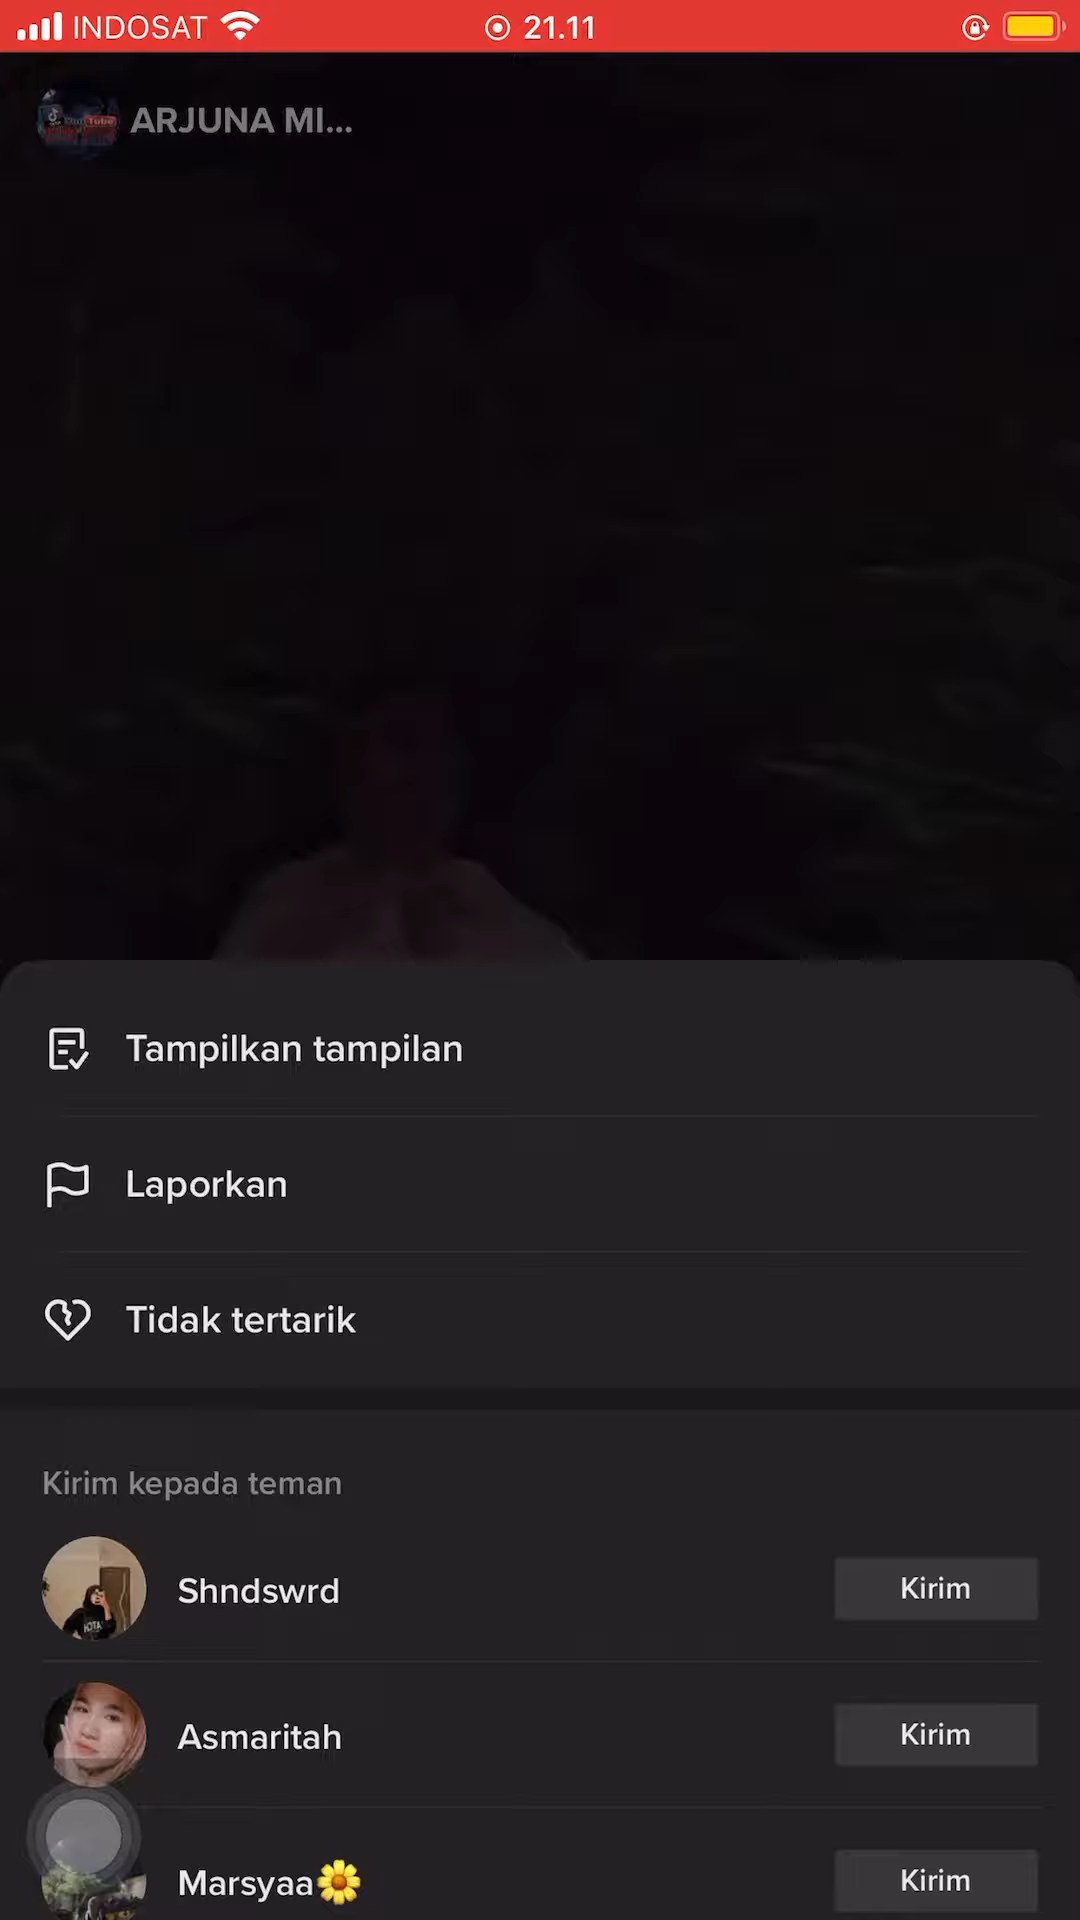 INDOSAT 21.11
YouTube
ARJUNA MI...
Tampilkan tampilan
Laporkan
Tidak tertarik
Kirim kepada teman
Shndswrd Kirim
Asmaritah Kirim
Marsyaa🌼 Kirim